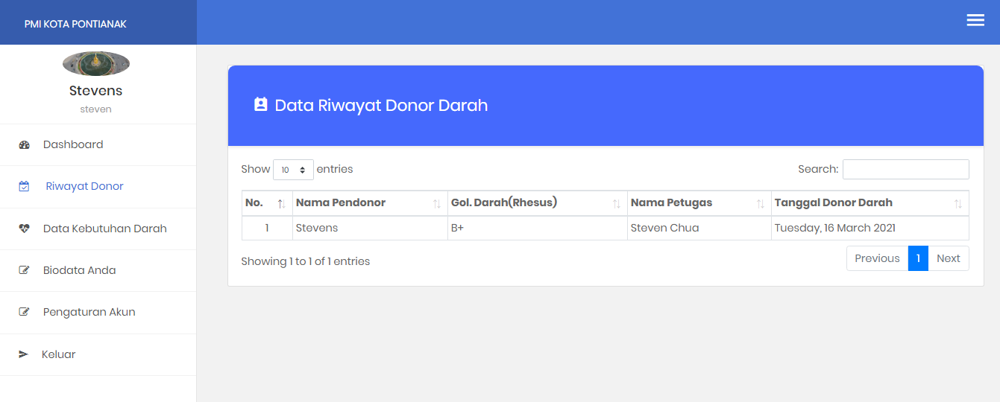 PMI KOTA PONTIANAK
Stevens
steven
Dashboard
Riwayat Donor
Data Kebutuhan Darah
Biodata Anda
Pengaturan Akun
Keluar
Data Riwayat Donor Darah
Show 10 entries Search:
No. Nama Pendonor Gol. Darah(Rhesus) Nama Petugas Tanggal Donor Darah
1 Stevens B+ Steven Chua Tuesday, 16 March 2021
Showing 1 to 1 of 1 entries Previous 1 Next